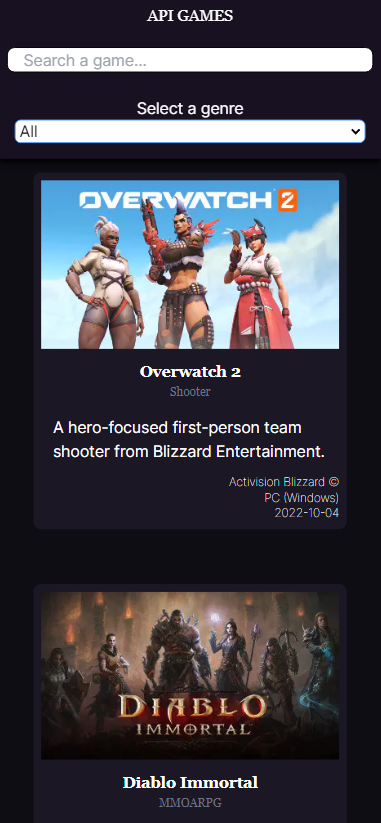 API GAMES
Search a game...
Select a genre
All
OVERWATCH 2
Overwatch 2
Shooter
A hero-focused first-person team
shooter from Blizzard Entertainment.
Activision Blizzard ©
PC (Windows)
2022-10-04
DIABLO
IMMORTAL
Diablo Immortal
MMOARPG